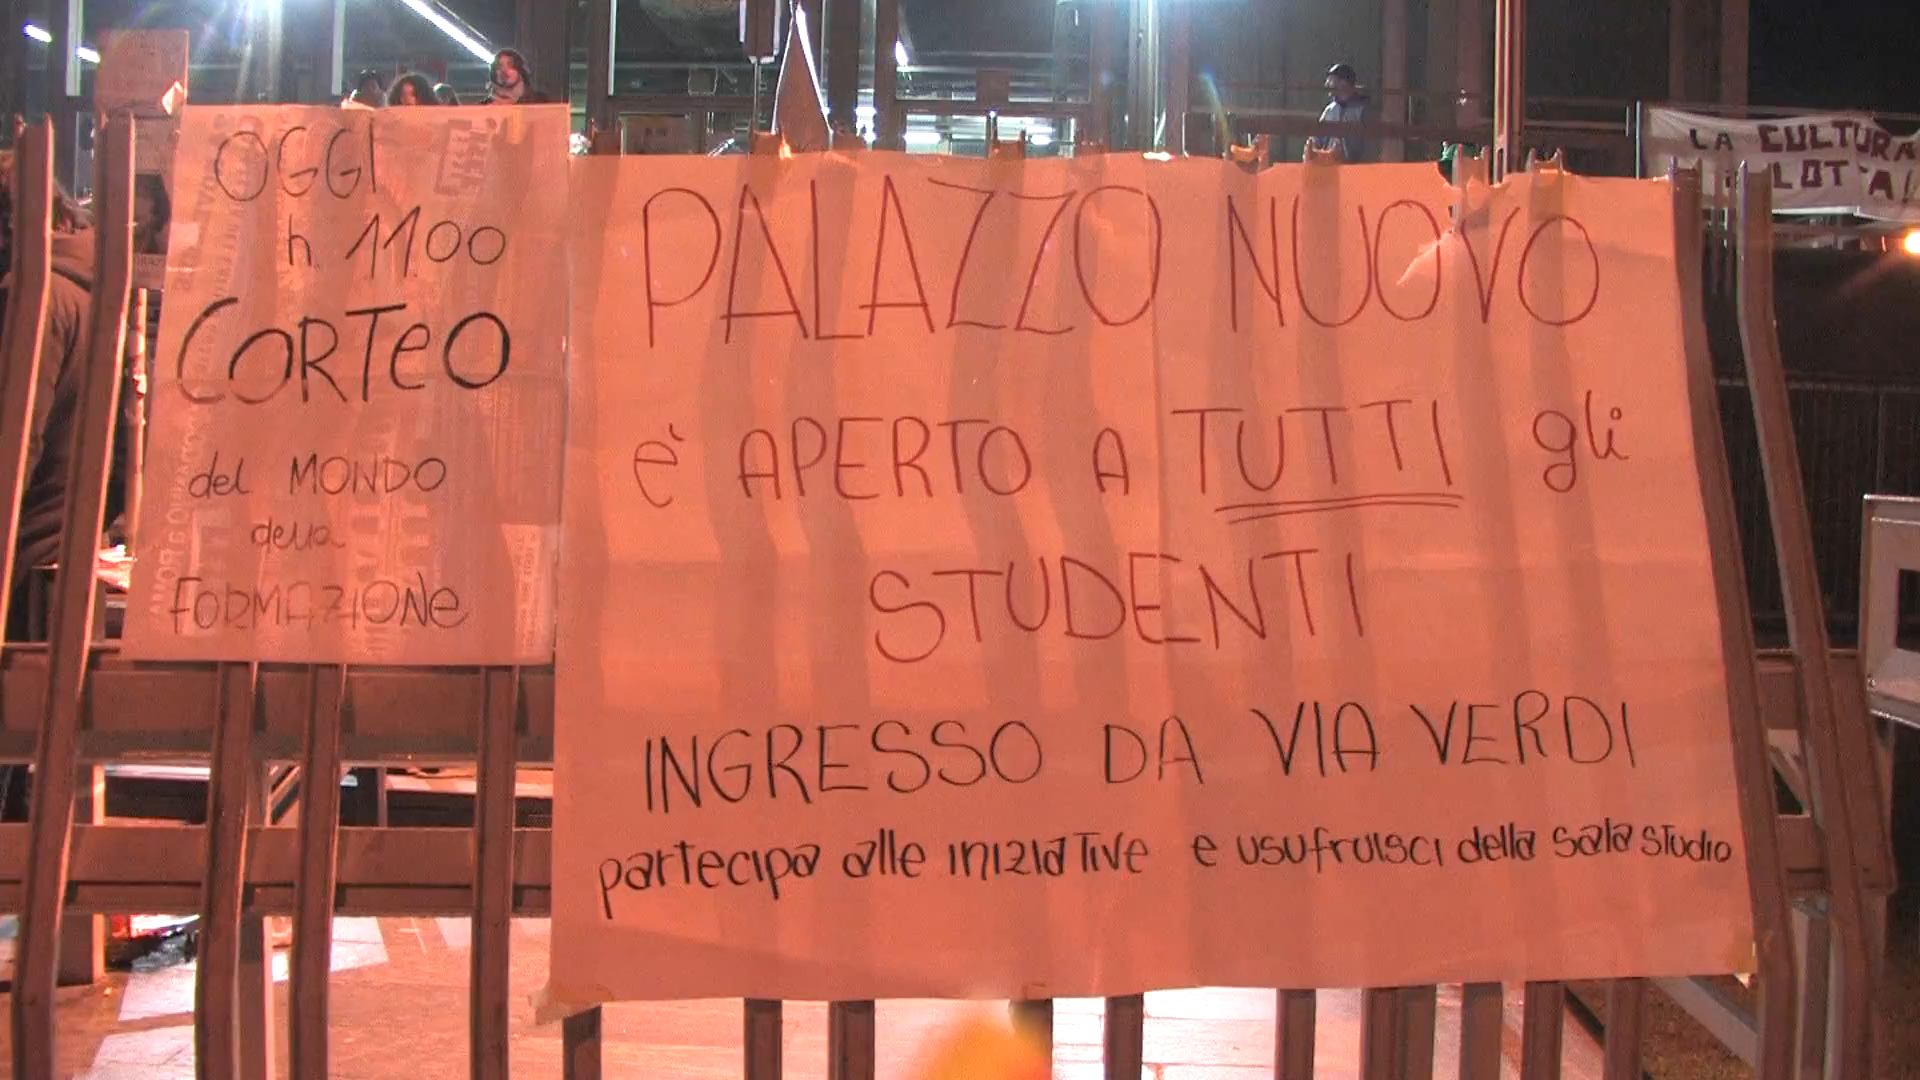 OGGI
h. 11.00
CORTEO
del MONDO
della
FORMAZIONE
PALAZZO NUOVO
è APERTO A TUTTI gli
STUDENTI
INGRESSO DA VIA VERDI
partecipa alle iniziative e usufruisci della sala studio
LA CULTURA
LOTTA!